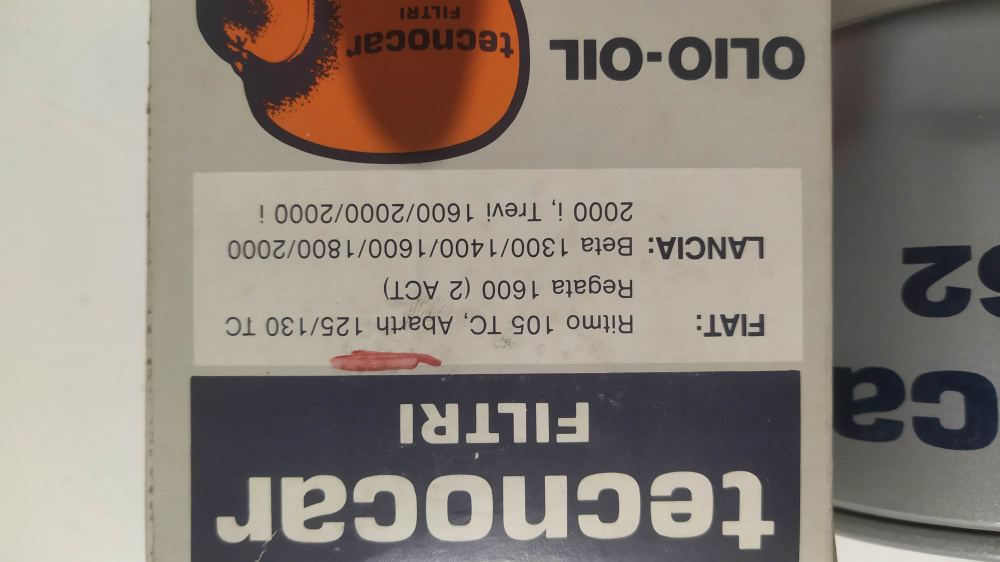 tecnocar
FILTRI
FIAT: Ritmo 105 TC, Abarth 125/130 TC
Regata 1600 (2 ACT)
LANCIA: Beta 1300/1400/1600/1800/2000
2000 i, Trevi 1600/2000/2000 i
OLIO-OIL
tecnocar
FILTRI